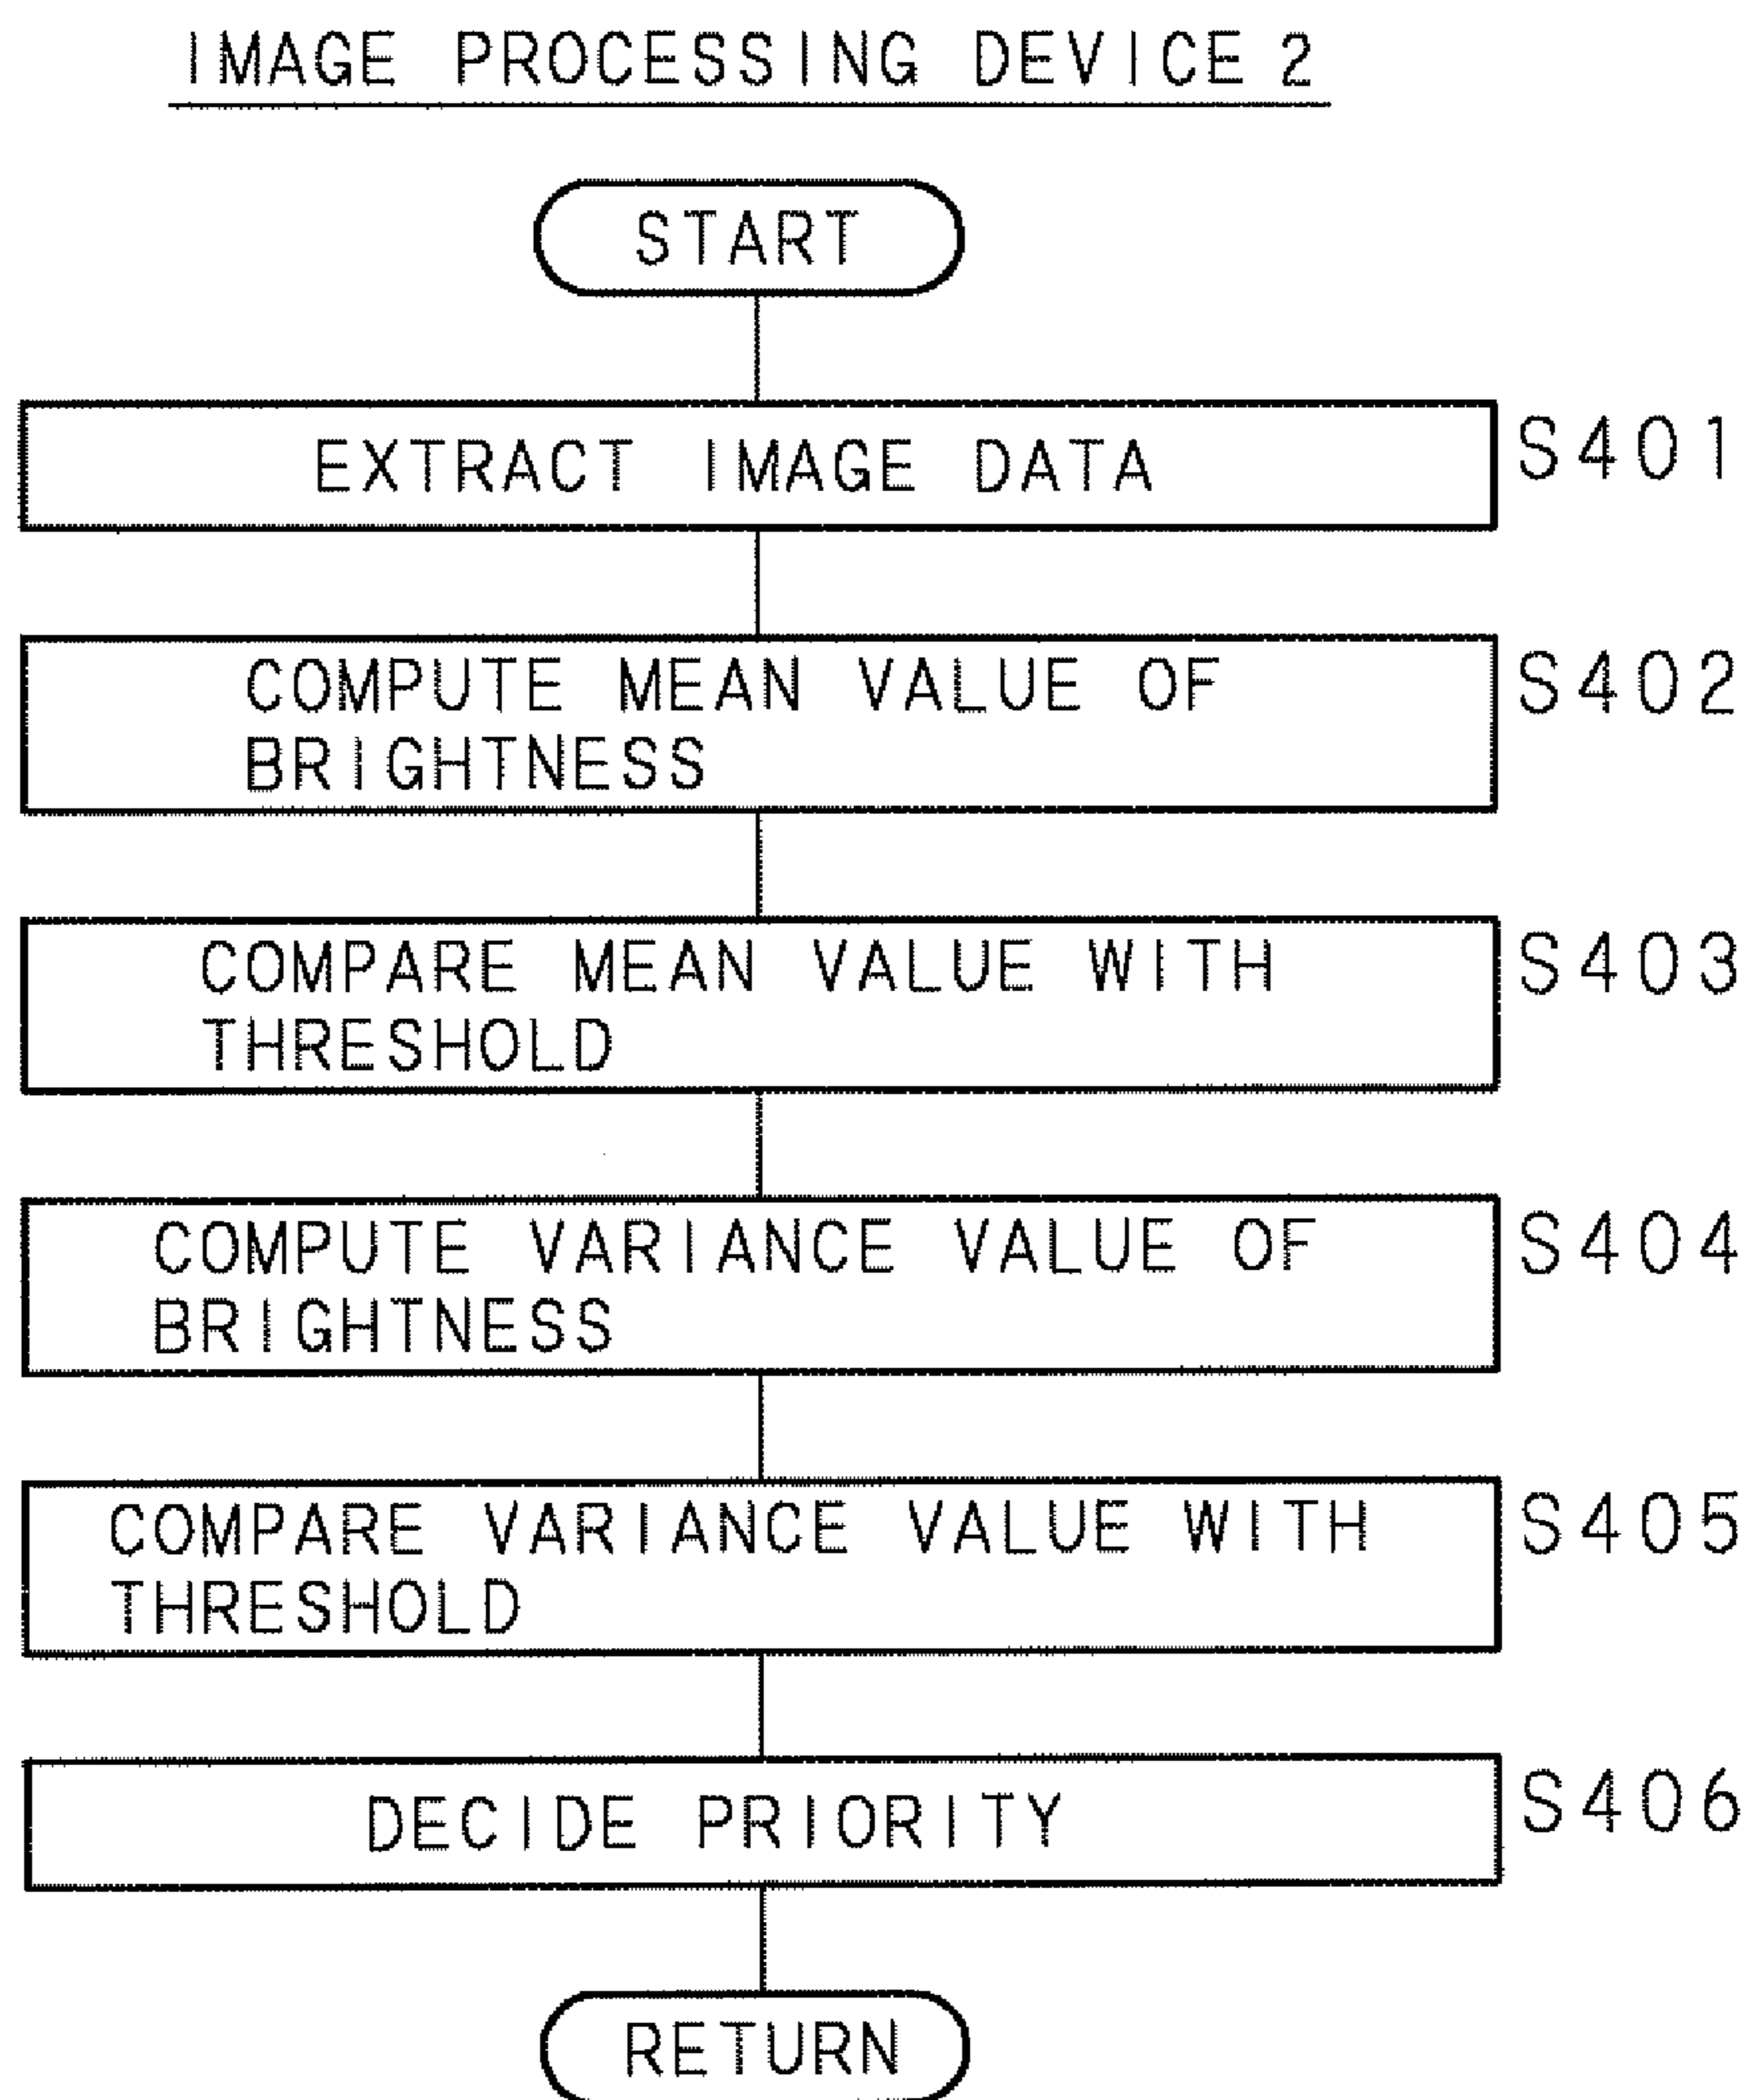 IMAGE PROCESSING DEVICE 2
START
EXTRACT IMAGE DATA
S401
COMPUTE MEAN VALUE OF
BRIGHTNESS
S402
COMPARE MEAN VALUE WITH
THRESHOLD
S403
COMPUTE VARIANCE VALUE OF
BRIGHTNESS
S404
COMPARE VARIANCE VALUE WITH
THRESHOLD
S405
DECIDE PRIORITY
S406
RETURN